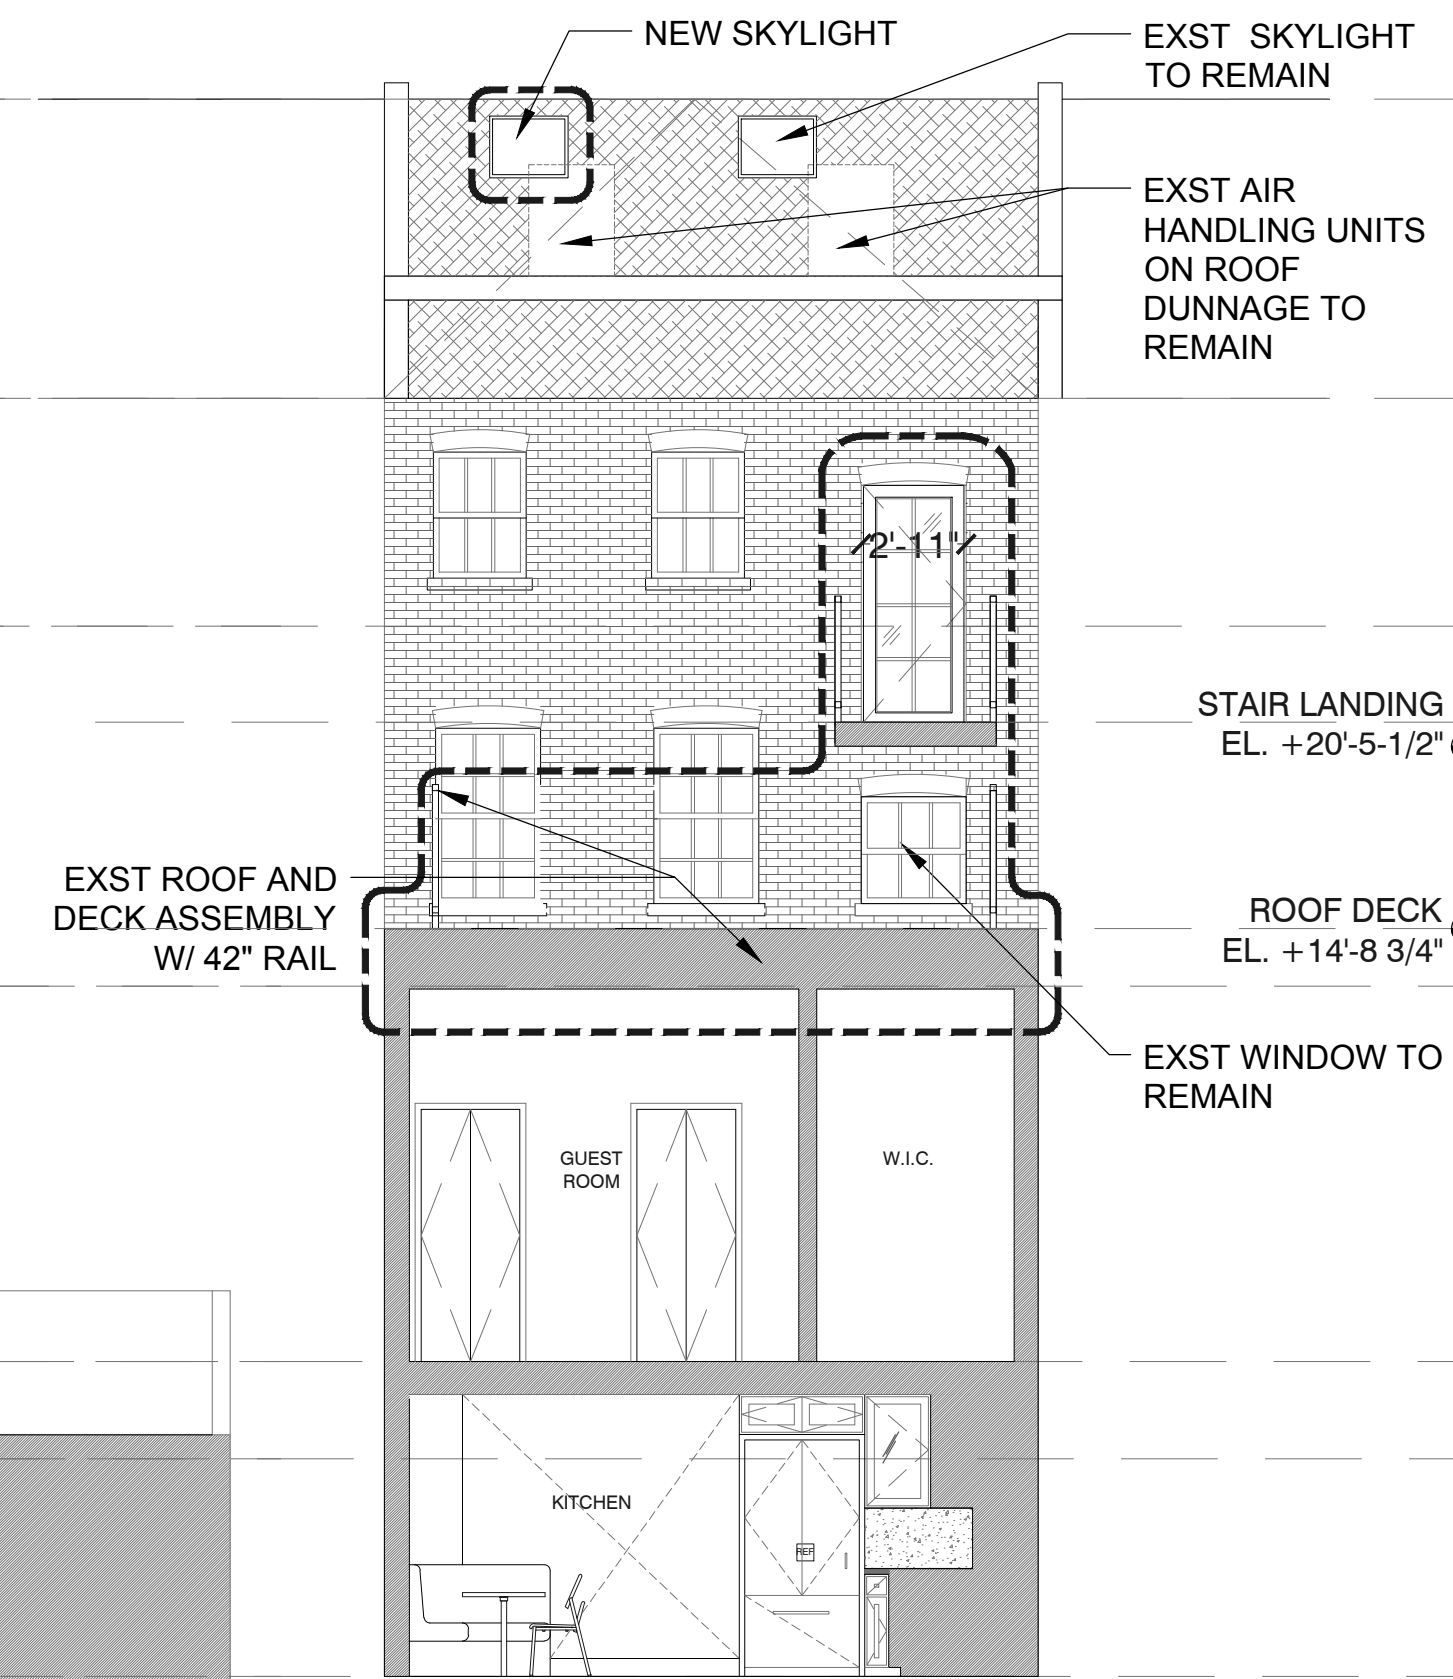 NEW SKYLIGHT
EXST SKYLIGHT
TO REMAIN
EXST AIR
HANDLING UNITS
ON ROOF
DUNNAGE TO
REMAIN
2'-11"
STAIR LANDING
EL. +20'-5-1/2"
EXST ROOF AND
DECK ASSEMBLY
W/ 42" RAIL
ROOF DECK
EL. +14'-8 3/4"
EXST WINDOW TO
REMAIN
GUEST
ROOM
W.I.C.
KITCHEN
REF